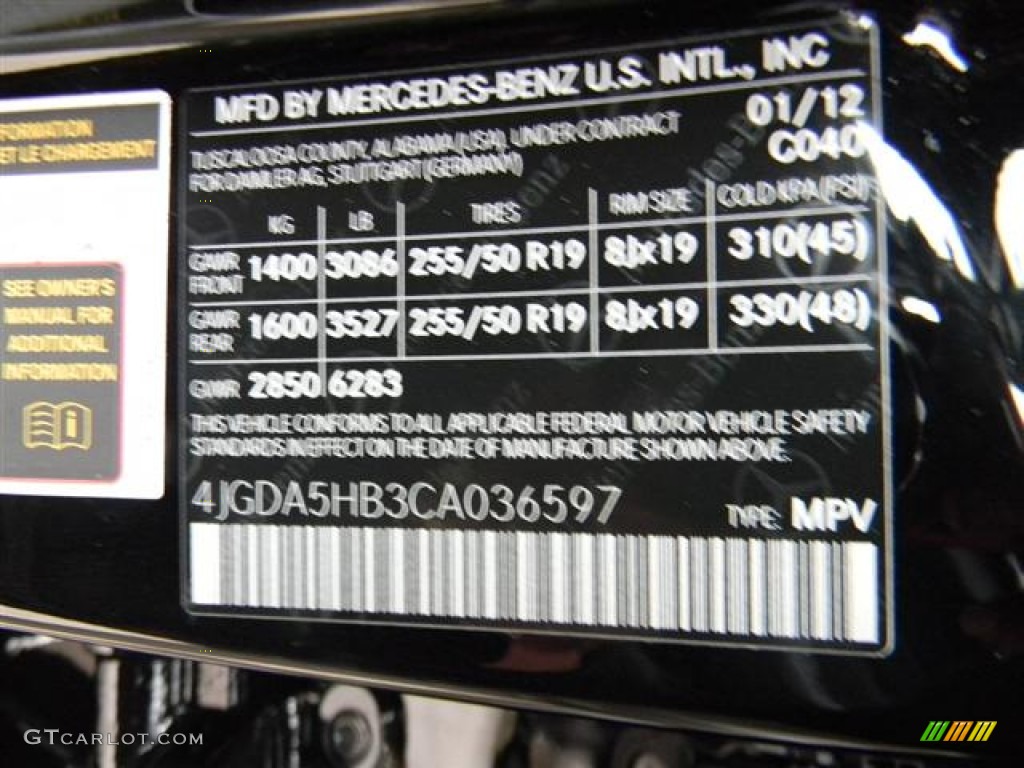 MFD BY MERCEDES-BENZ U.S. INTL., INC
01/12
TUSCALOOSA COUNTY, ALABAMA (USA), UNDER CONTRACT
C040
FOR DAIMLER AG, STUTTGART (GERMANY)
KG LB TIRES RIM SIZE COLD KPA (PSI)
GAWR FRONT 1400 3086 255/50 R19 8Jx19 310(45)
GAWR REAR 1600 3527 255/50 R19 8Jx19 330(48)
GVWR 2850 6283
THIS VEHICLE CONFORMS TO ALL APPLICABLE FEDERAL MOTOR VEHICLE SAFETY
STANDARDS IN EFFECT ON THE DATE OF MANUFACTURE SHOWN ABOVE.
4JGDA5HB3CA036597
TYPE: MPV
ET LE CHARGEMENT
SEE OWNER'S
MANUAL FOR
ADDITIONAL
INFORMATION
GTCARLOT.COM